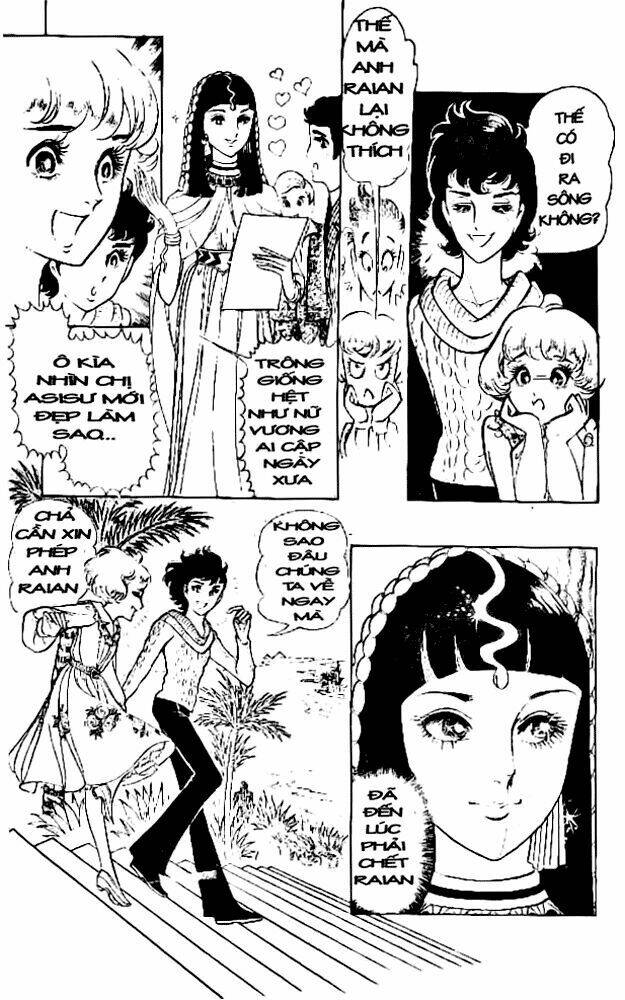 THẾ
MÀ
ANH
RAIAN
LẠI
KHÔNG
THÍCH
THẾ
CÓ
ĐI
RA
SÔNG
KHÔNG?
Ô KÌA
NHÌN CHỊ
ASISƯ MỚI
ĐẸP LÀM
SAO...
TRÔNG
GIỐNG
HỆT
NHƯ NỮ
VƯƠNG
AI CẬP
NGÀY
XƯA
CHẢ
CẦN XIN
PHÉP
ANH
RAIAN
KHÔNG
SAO
ĐÂU
CHÚNG
TA VỀ
NGAY
MÀ
ĐÃ
ĐẾN
LÚC
PHẢI
CHẾT
RAIAN